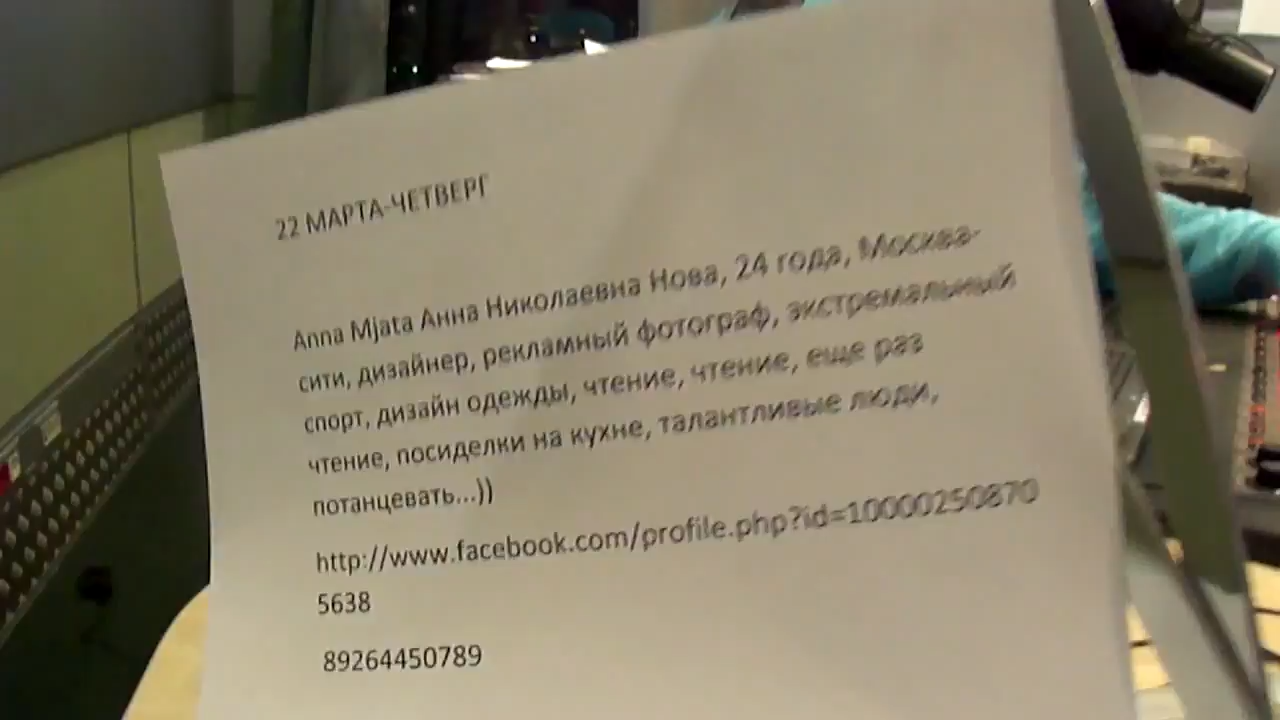 22 МАРТА-ЧЕТВЕРГ
Anna Mjata Анна Николаевна Нова, 24 года, Москва-
сити, дизайнер, рекламный фотограф, экстремальный
спорт, дизайн одежды, чтение, чтение, еще раз
чтение, посиделки на кухне, талантливые люди,
потанцевать...))
http://www.facebook.com/profile.php?id=10000250870
5638
89264450789